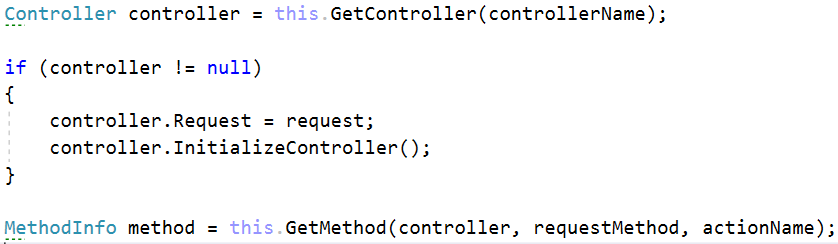 Controller controller = this.GetController(controllerName);
if (controller != null)
{
controller.Request = request;
controller.InitializeController();
}
MethodInfo method = this.GetMethod(controller, requestMethod, actionName);